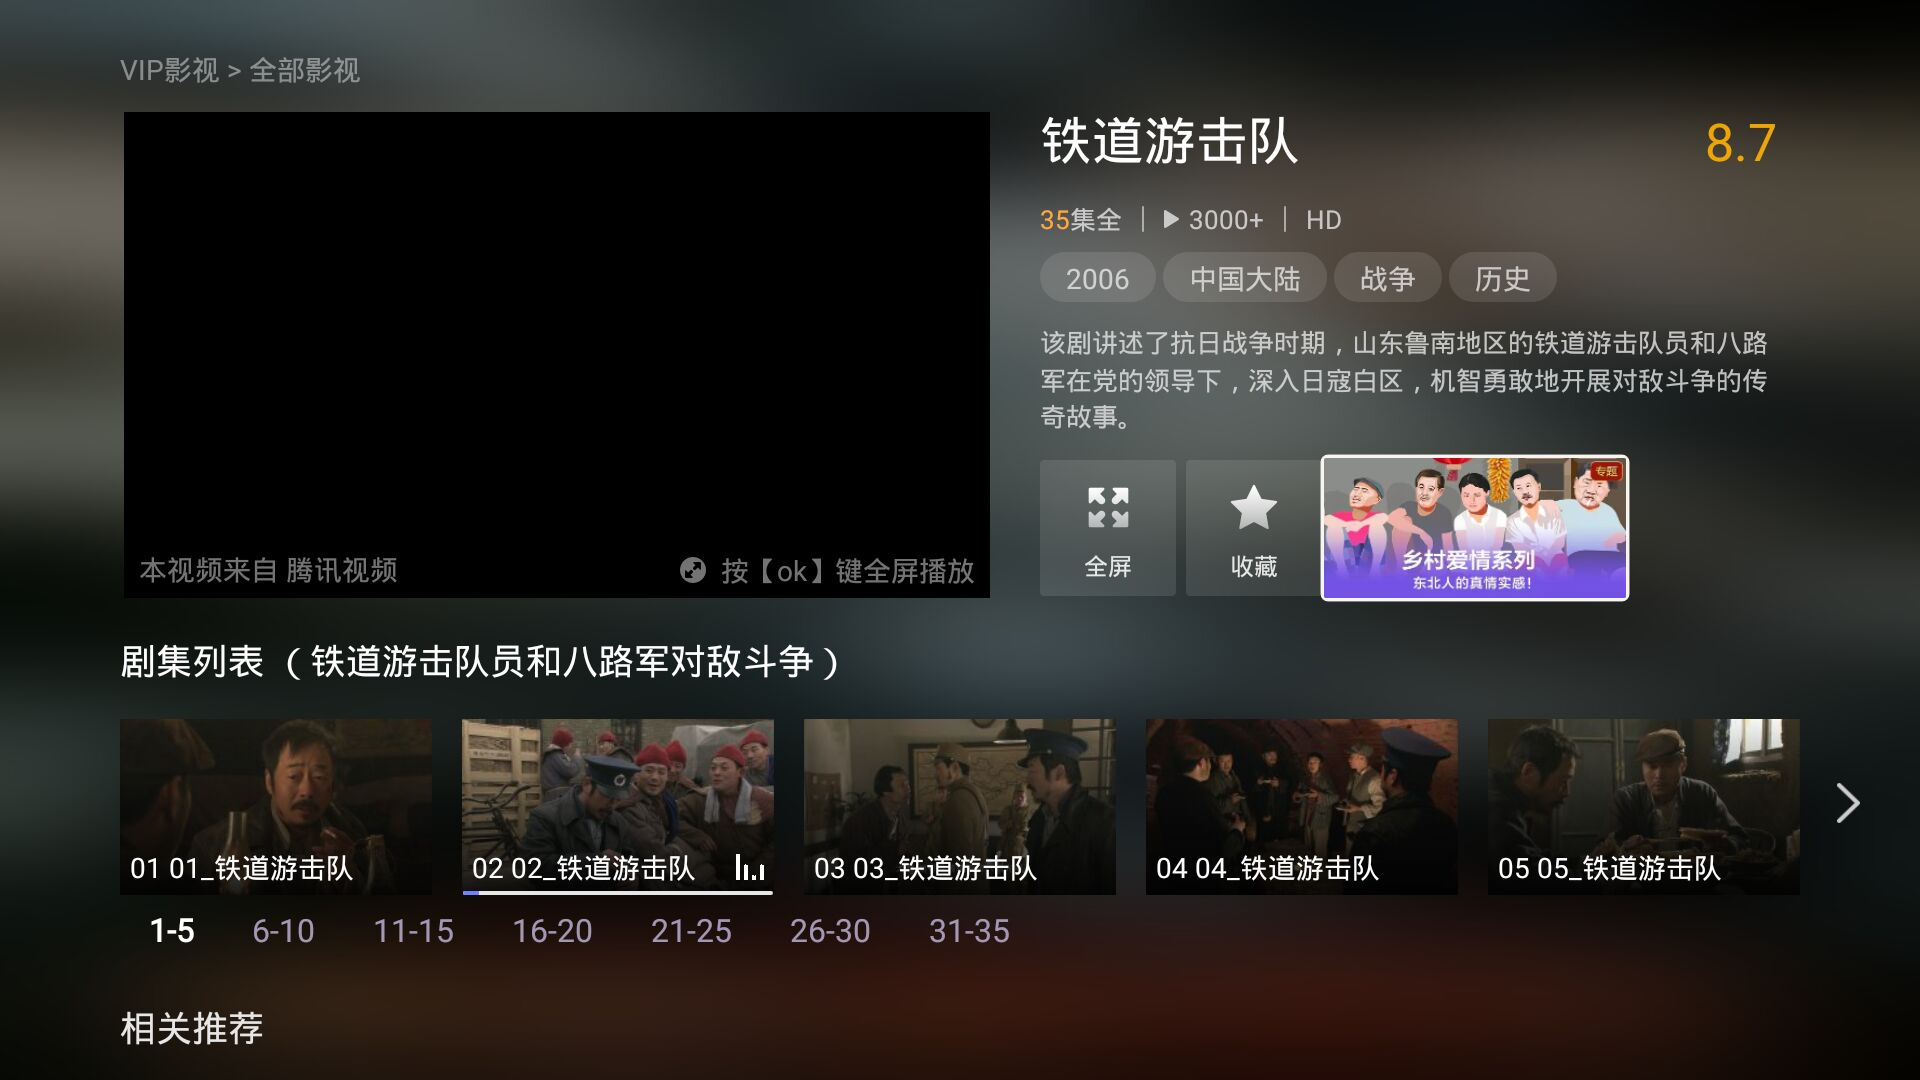 VIP影视 > 全部影视
本视频来自 腾讯视频
按【ok】键全屏播放
铁道游击队
8.7
35集全 | 3000+ | HD
2006 中国大陆 战争 历史
该剧讲述了抗日战争时期，山东鲁南地区的铁道游击队员和八路
军在党的领导下，深入日寇白区，机智勇敢地开展对敌斗争的传
奇故事。
全屏
收藏
专题
乡村爱情系列
东北人的真情实感!
剧集列表 （铁道游击队员和八路军对敌斗争）
01 01_铁道游击队
02 02_铁道游击队
03 03_铁道游击队
04 04_铁道游击队
05 05_铁道游击队
1-5 6-10 11-15 16-20 21-25 26-30 31-35
相关推荐